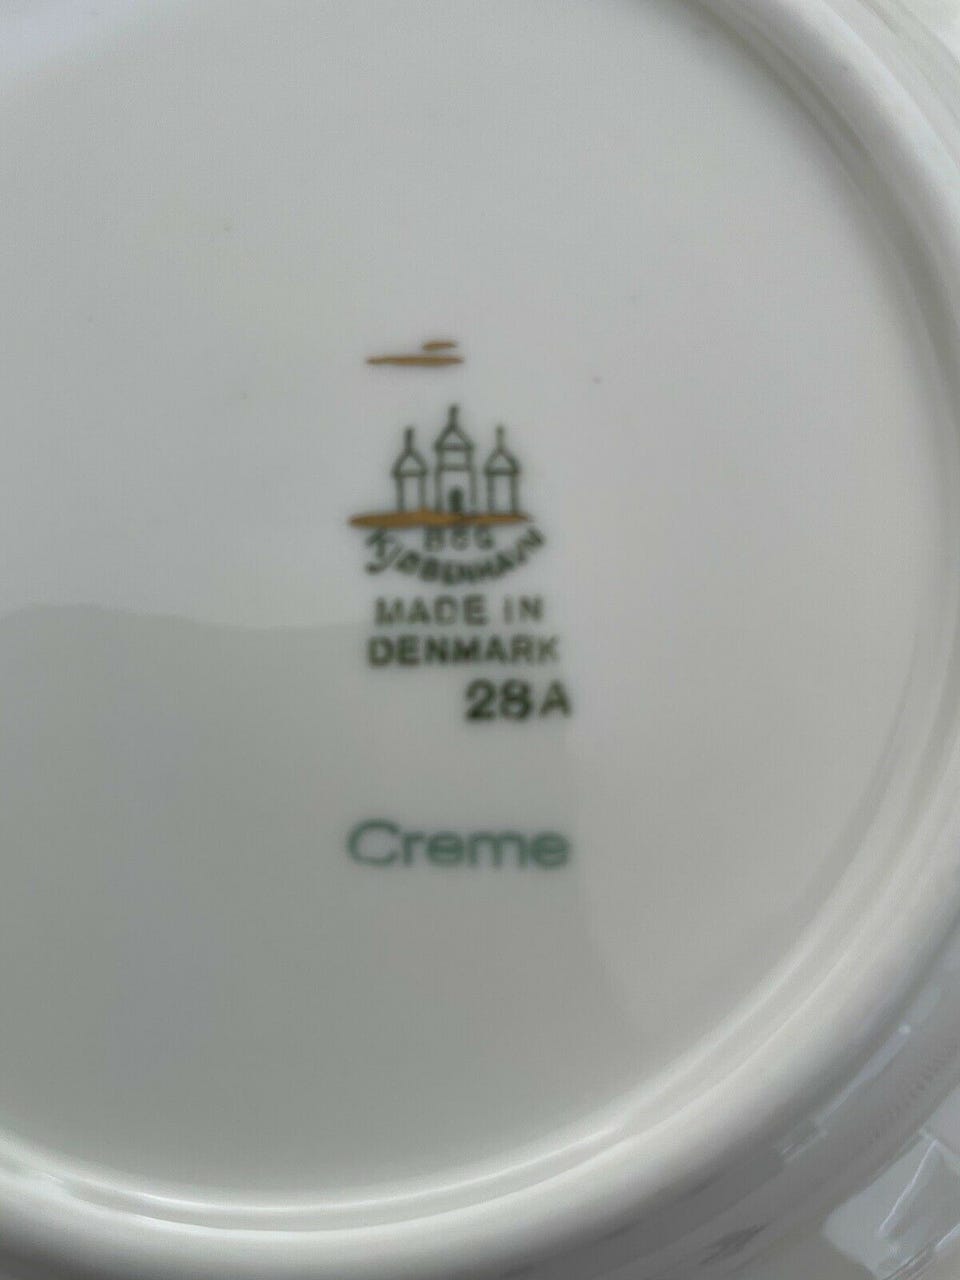 B&G
KJØBENHAVN
MADE IN
DENMARK
28A
Creme